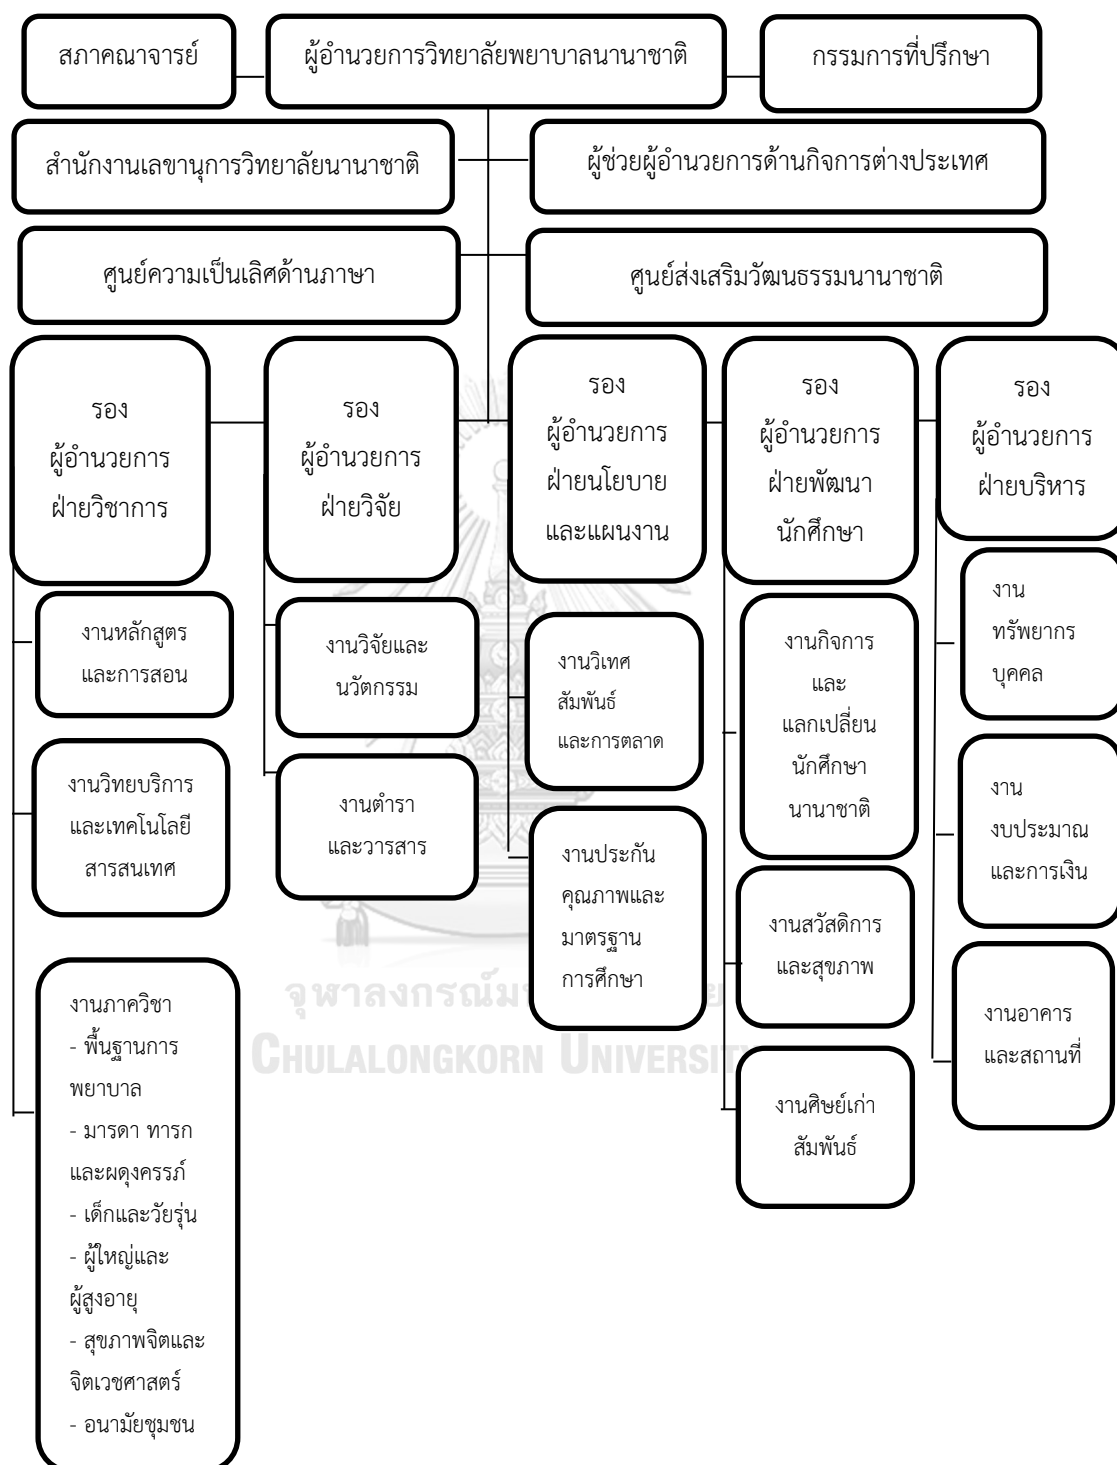 สภาคณาจารย์
ผู้อำนวยการวิทยาลัยพยาบาลนานาชาติ
กรรมการที่ปรึกษา
สำนักงานเลขานุการวิทยาลัยนานาชาติ
ผู้ช่วยผู้อำนวยการด้านกิจการต่างประเทศ
ศูนย์ความเป็นเลิศด้านภาษา
ศูนย์ส่งเสริมวัฒนธรรมนานาชาติ
รอง
ผู้อำนวยการ
ฝ่ายวิชาการ
รอง
ผู้อำนวยการ
ฝ่ายวิจัย
รอง
ผู้อำนวยการ
ฝ่ายนโยบาย
และแผนงาน
รอง
ผู้อำนวยการ
ฝ่ายพัฒนา
นักศึกษา
รอง
ผู้อำนวยการ
ฝ่ายบริหาร
งานหลักสูตร
และการสอน
งานวิทยบริการ
และเทคโนโลยี
สารสนเทศ
งานภาควิชา
- พื้นฐานการ
พยาบาล
- มารดา ทารก
และผดุงครรภ์
- เด็กและวัยรุ่น
- ผู้ใหญ่และ
ผู้สูงอายุ
- สุขภาพจิตและ
จิตเวชศาสตร์
- อนามัยชุมชน
งานวิจัยและ
นวัตกรรม
งานตำรา
และวารสาร
งานวิเทศ
สัมพันธ์
และการตลาด
งานประกัน
คุณภาพและ
มาตรฐาน
การศึกษา
งานกิจการ
และ
แลกเปลี่ยน
นักศึกษา
นานาชาติ
งานสวัสดิการ
และสุขภาพ
งานศิษย์เก่า
สัมพันธ์
งาน
ทรัพยากร
บุคคล
งาน
งบประมาณ
และการเงิน
งานอาคาร
และสถานที่
CHULALONGKORN UNIVERSITY